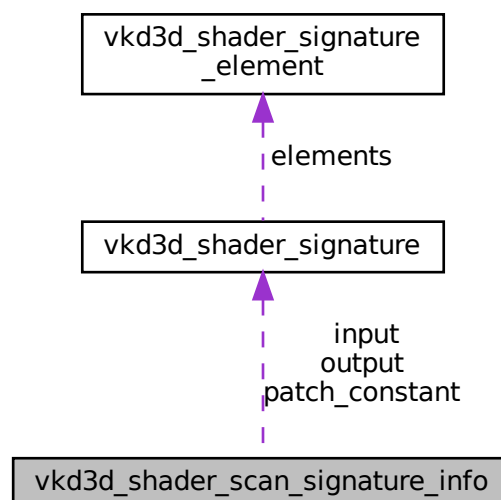 vkd3d_shader_signature
_element
elements
vkd3d_shader_signature
input
output
patch_constant
vkd3d_shader_scan_signature_info